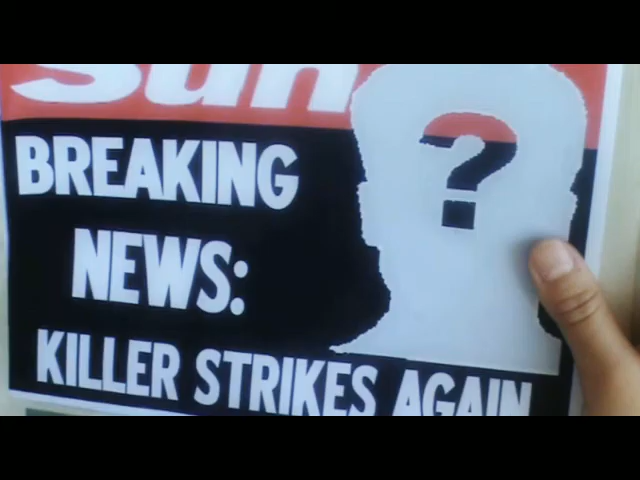 Sun
BREAKING
NEWS:
KILLER STRIKES AGAIN
?